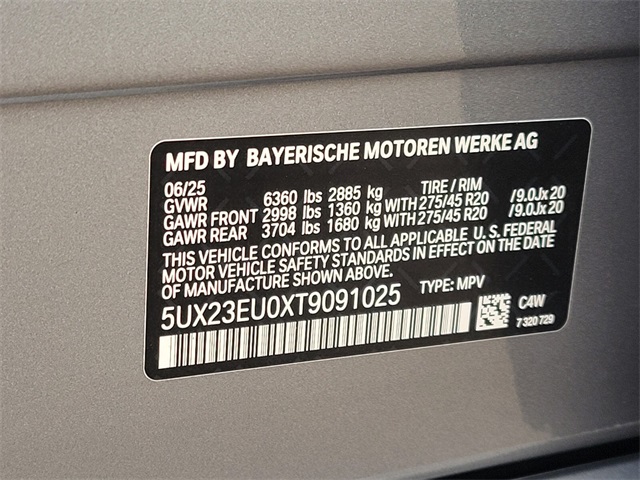 MFD BY BAYERISCHE MOTOREN WERKE AG
06/25 TIRE / RIM
GVWR 6360 lbs 2885 kg
GAWR FRONT 2998 lbs 1360 kg WITH 275/45 R20 /9.0Jx20
GAWR REAR 3704 lbs 1680 kg WITH 275/45 R20 /9.0Jx20
THIS VEHICLE CONFORMS TO ALL APPLICABLE U.S. FEDERAL
MOTOR VEHICLE SAFETY STANDARDS IN EFFECT ON THE DATE
OF MANUFACTURE SHOWN ABOVE.
5UX23EU0XT9091025 TYPE: MPV
C4W
7 320 729